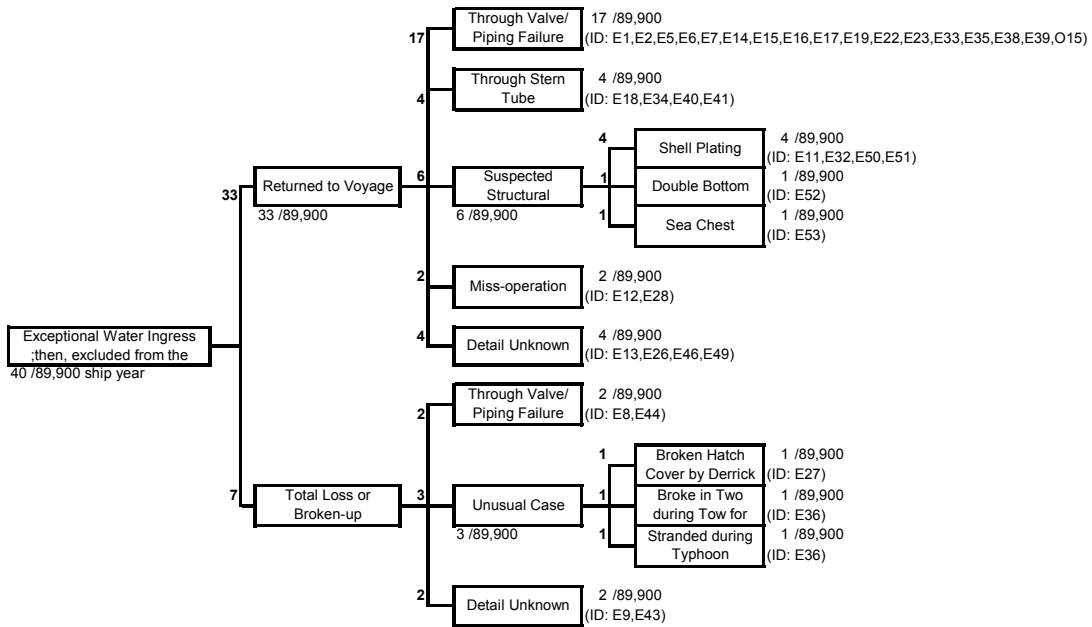 17
Through Valve/
Piping Failure
17 /89,900
(ID: E1,E2,E5,E6,E7,E14,E15,E16,E17,E19,E22,E23,E33,E35,E38,E39,O15)
4
Through Stern
Tube
4 /89,900
(ID: E18,E34,E40,E41)
33
Returned to Voyage
33 /89,900
6
Suspected
Structural
6 /89,900
4
Shell Plating
4 /89,900
(ID: E11,E32,E50,E51)
1
Double Bottom
1 /89,900
(ID: E52)
1
Sea Chest
1 /89,900
(ID: E53)
2
Miss-operation
2 /89,900
(ID: E12,E28)
4
Detail Unknown
4 /89,900
(ID: E13,E26,E46,E49)
Exceptional Water Ingress
;then, excluded from the
40 /89,900 ship year
2
Through Valve/
Piping Failure
2 /89,900
(ID: E8,E44)
7
Total Loss or
Broken-up
3
Unusual Case
3 /89,900
1
Broken Hatch
Cover by Derrick
1 /89,900
(ID: E27)
1
Broke in Two
during Tow for
1 /89,900
(ID: E36)
1
Stranded during
Typhoon
1 /89,900
(ID: E36)
2
Detail Unknown
2 /89,900
(ID: E9,E43)